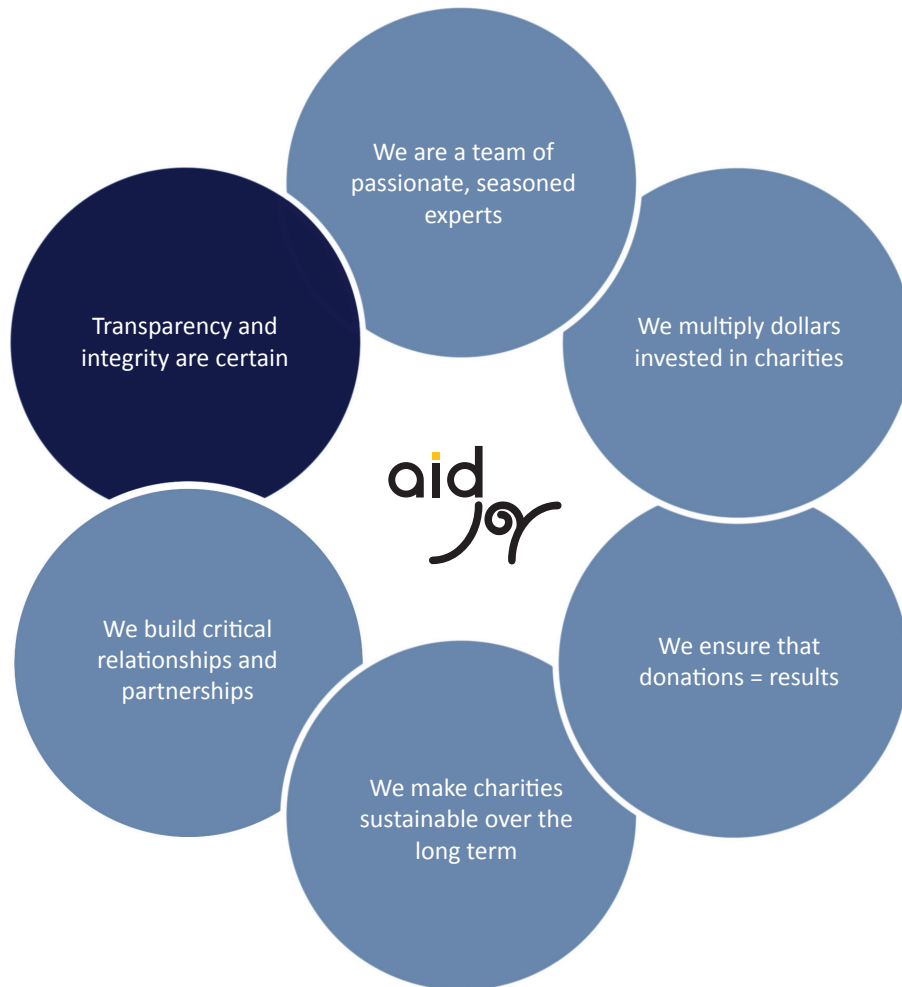 We are a team of
passionate, seasoned
experts
We multiply dollars
invested in charities
We ensure that
donations = results
We make charities
sustainable over the
long term
We build critical
relationships and
partnerships
Transparency and
integrity are certain
aid
joy